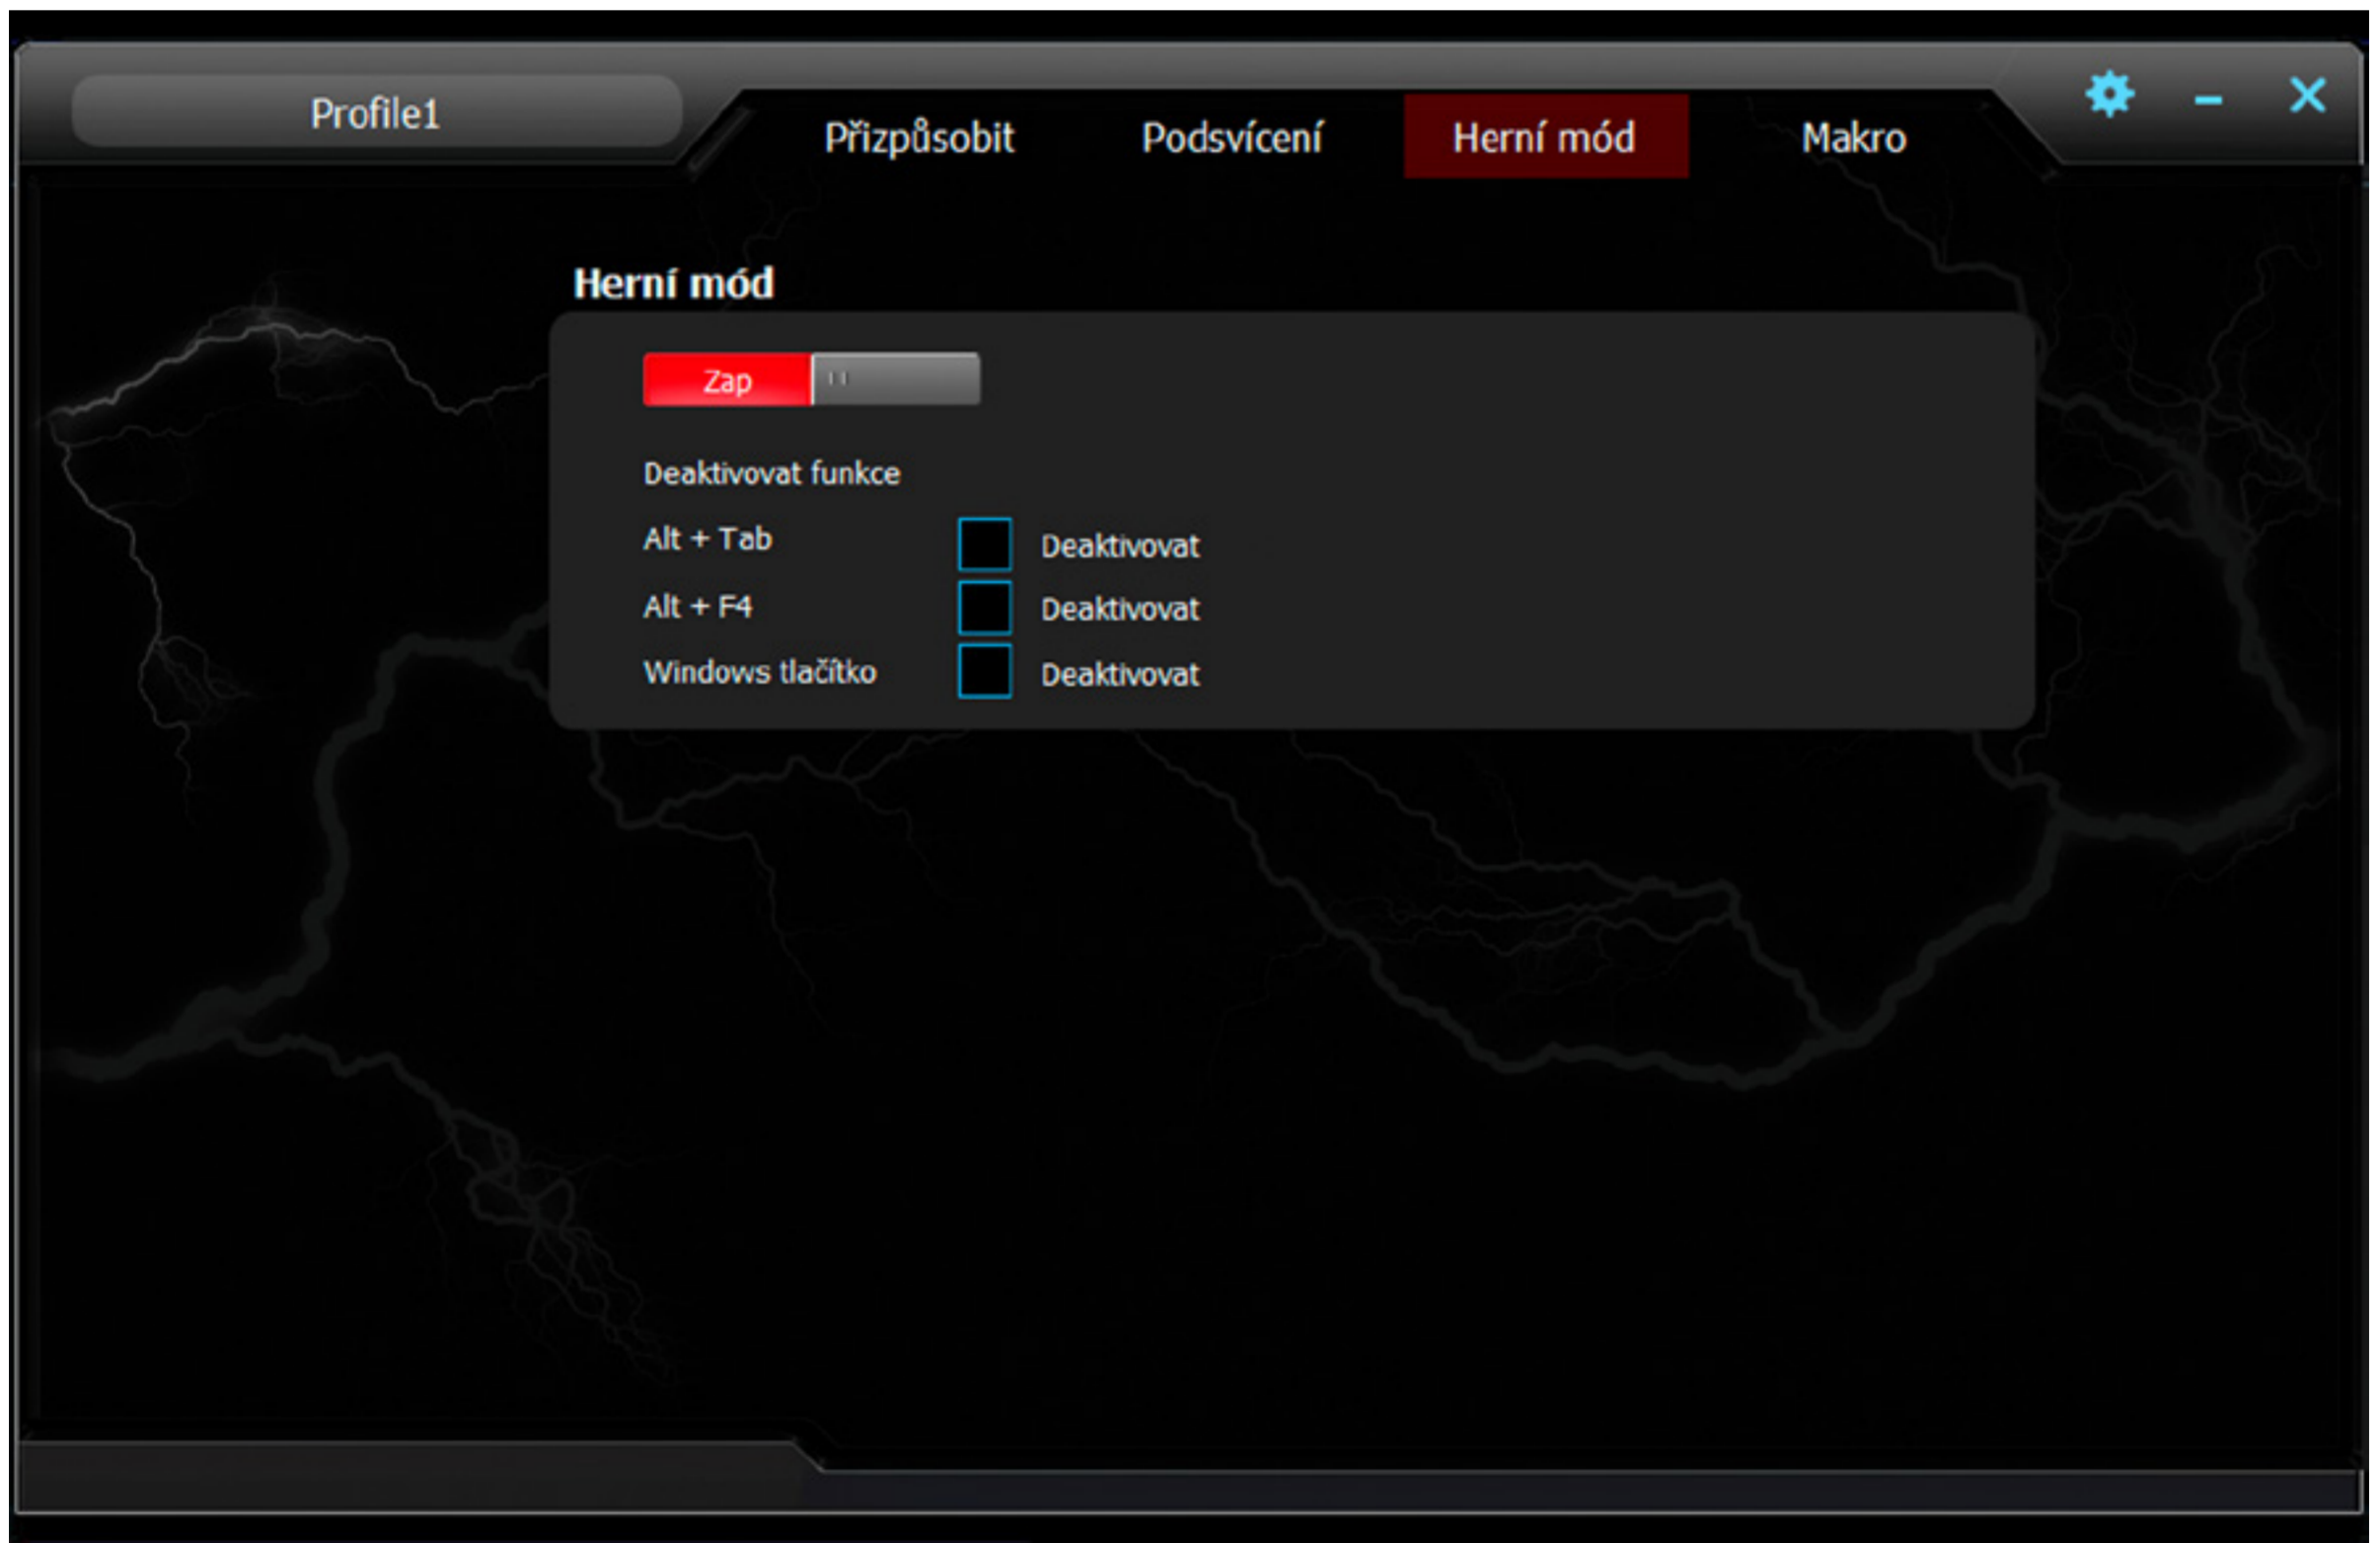 Profile1
Přizpůsobit Podsvícení Herní mód Makro
Herní mód
Zap
Deaktivovat funkce
Alt + Tab Deaktivovat
Alt + F4 Deaktivovat
Windows tlačítko Deaktivovat